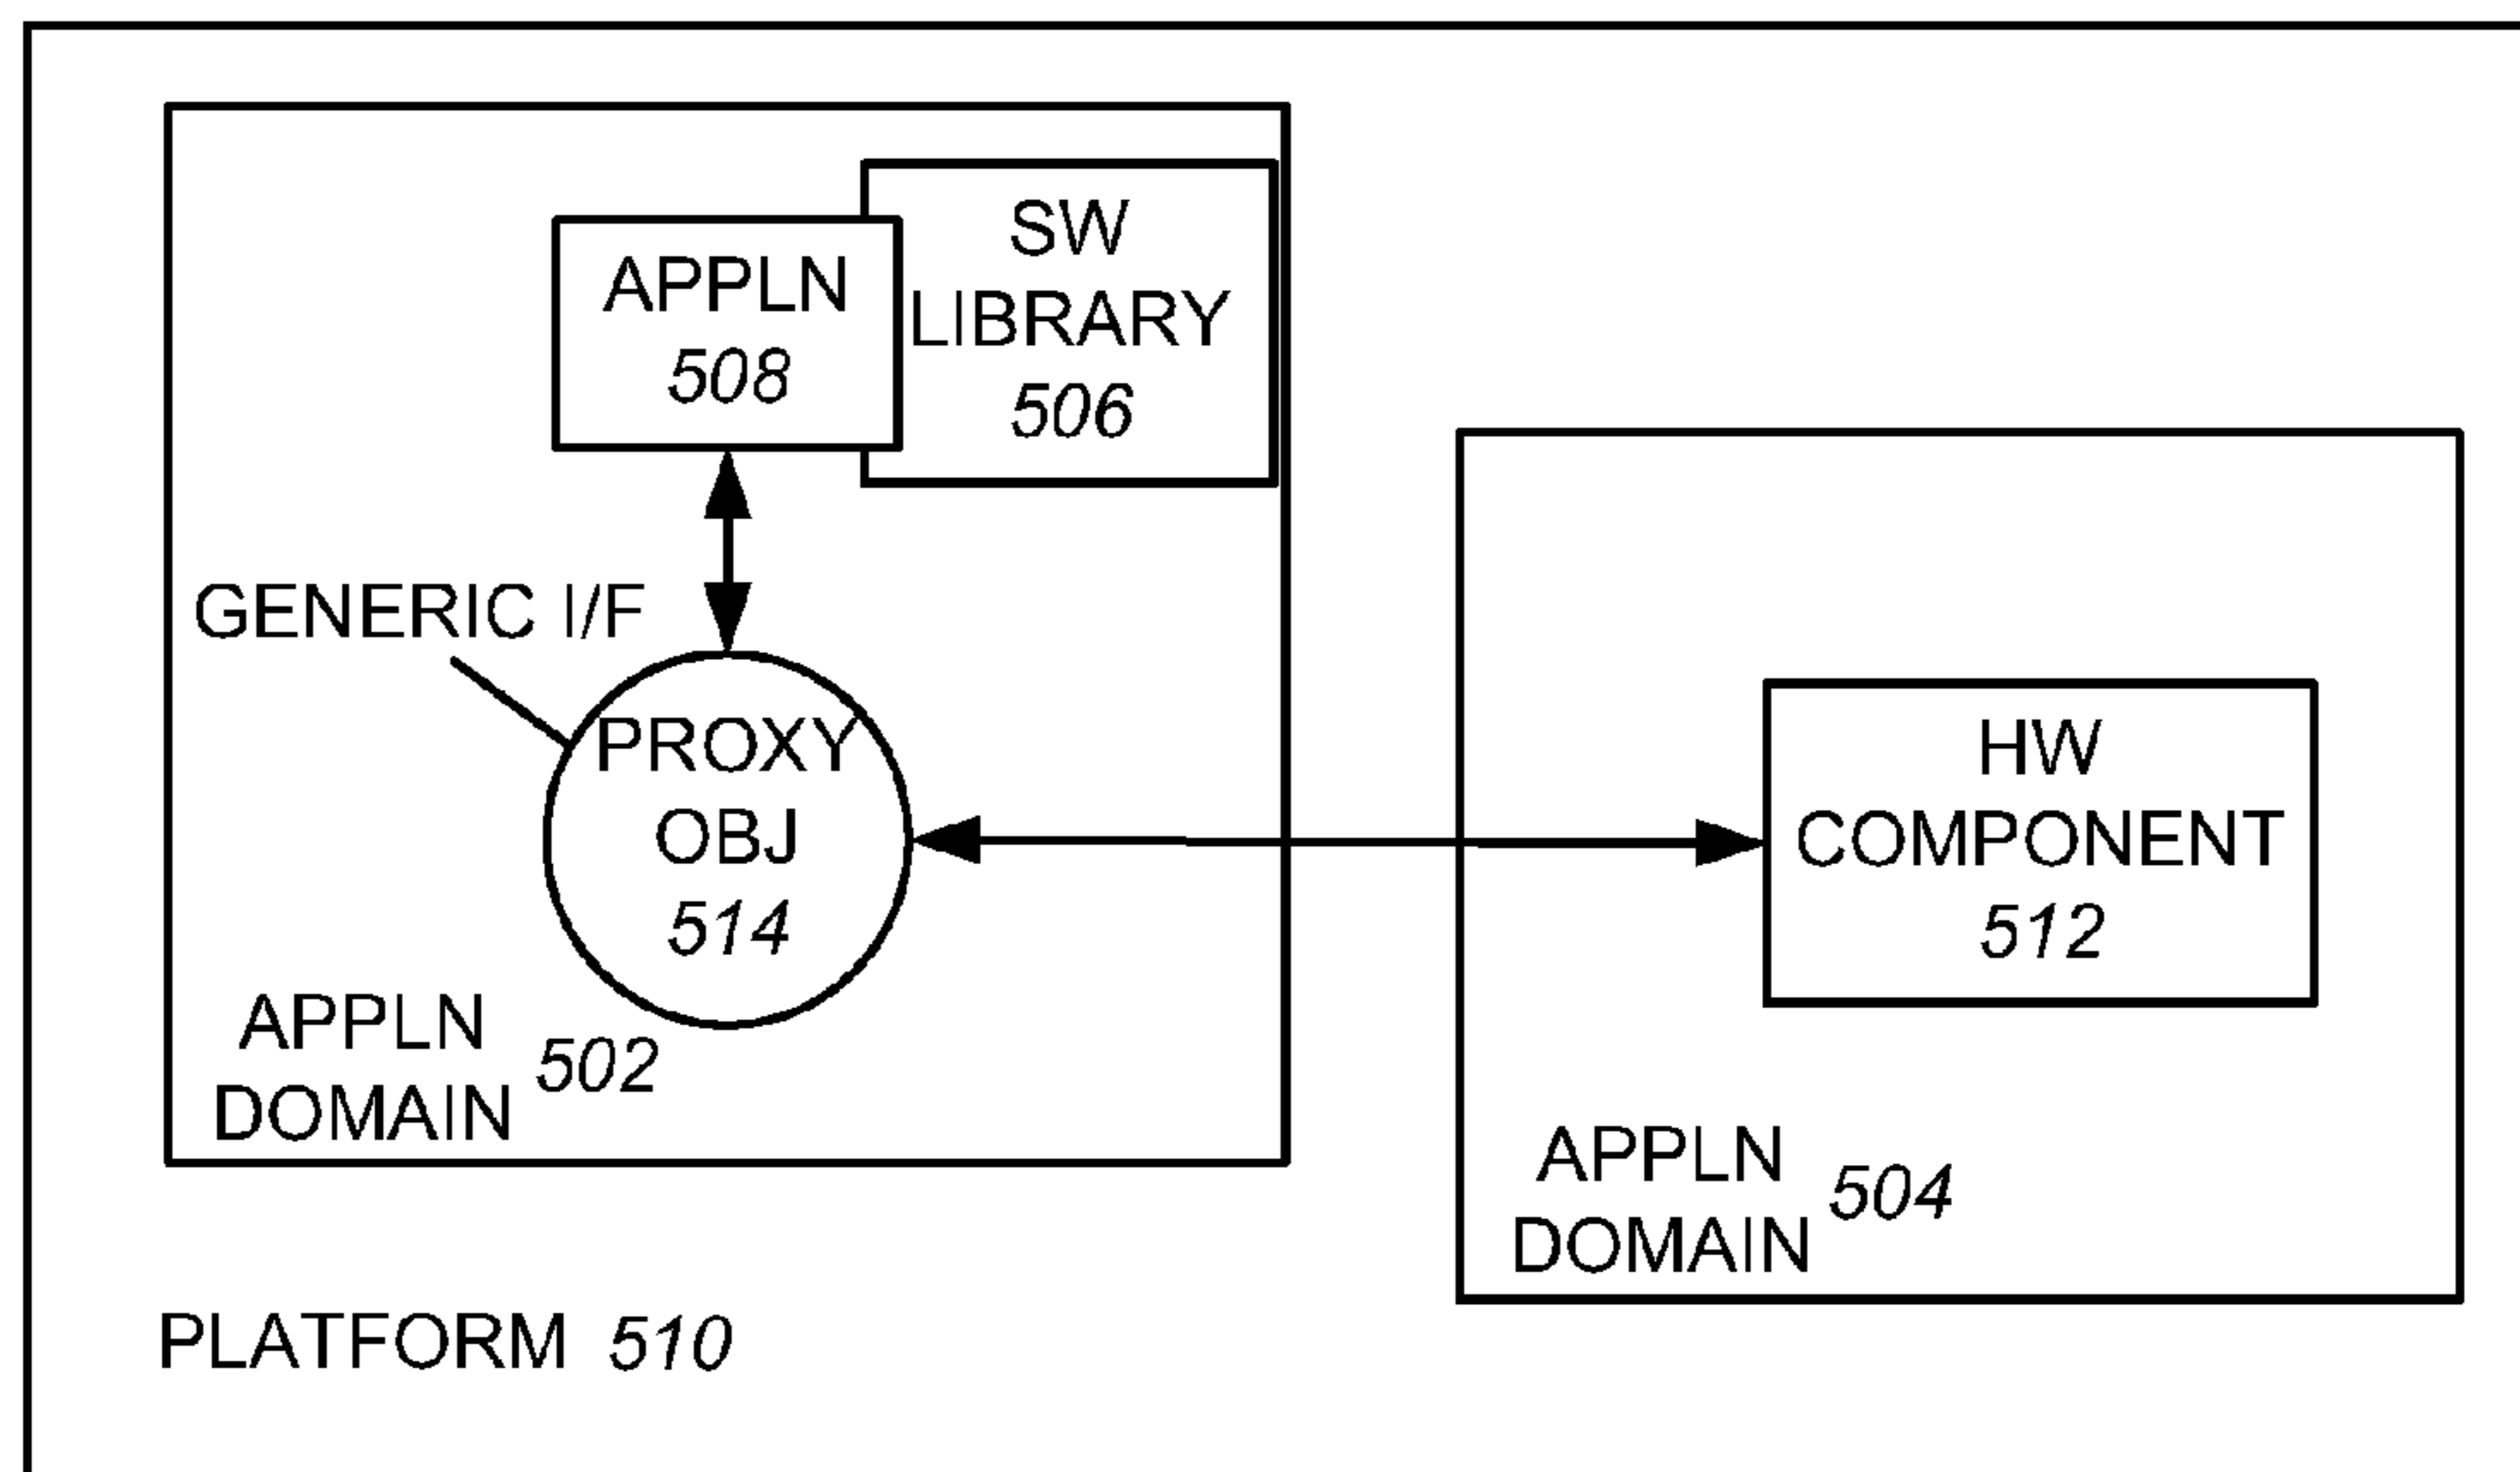 SW
LIBRARY
506
APPLN
508
GENERIC I/F
PROXY
OBJ
514
HW
COMPONENT
512
APPLN
DOMAIN
502
APPLN
DOMAIN
504
PLATFORM 510